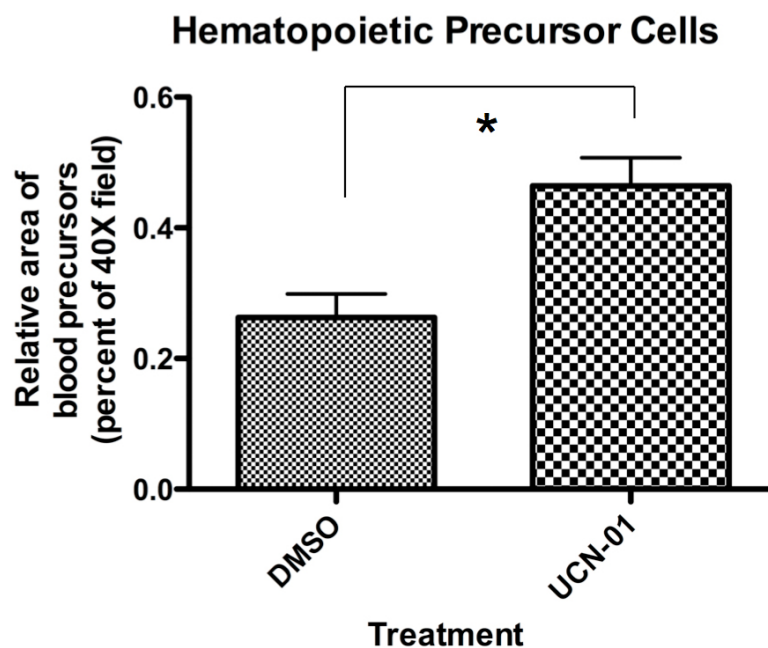 Hematopoietic Precursor Cells
Relative area of
blood precursors
(percent of 40X field)
0.6
*
0.4
0.2
0.0
DMSO
UCN-01
Treatment